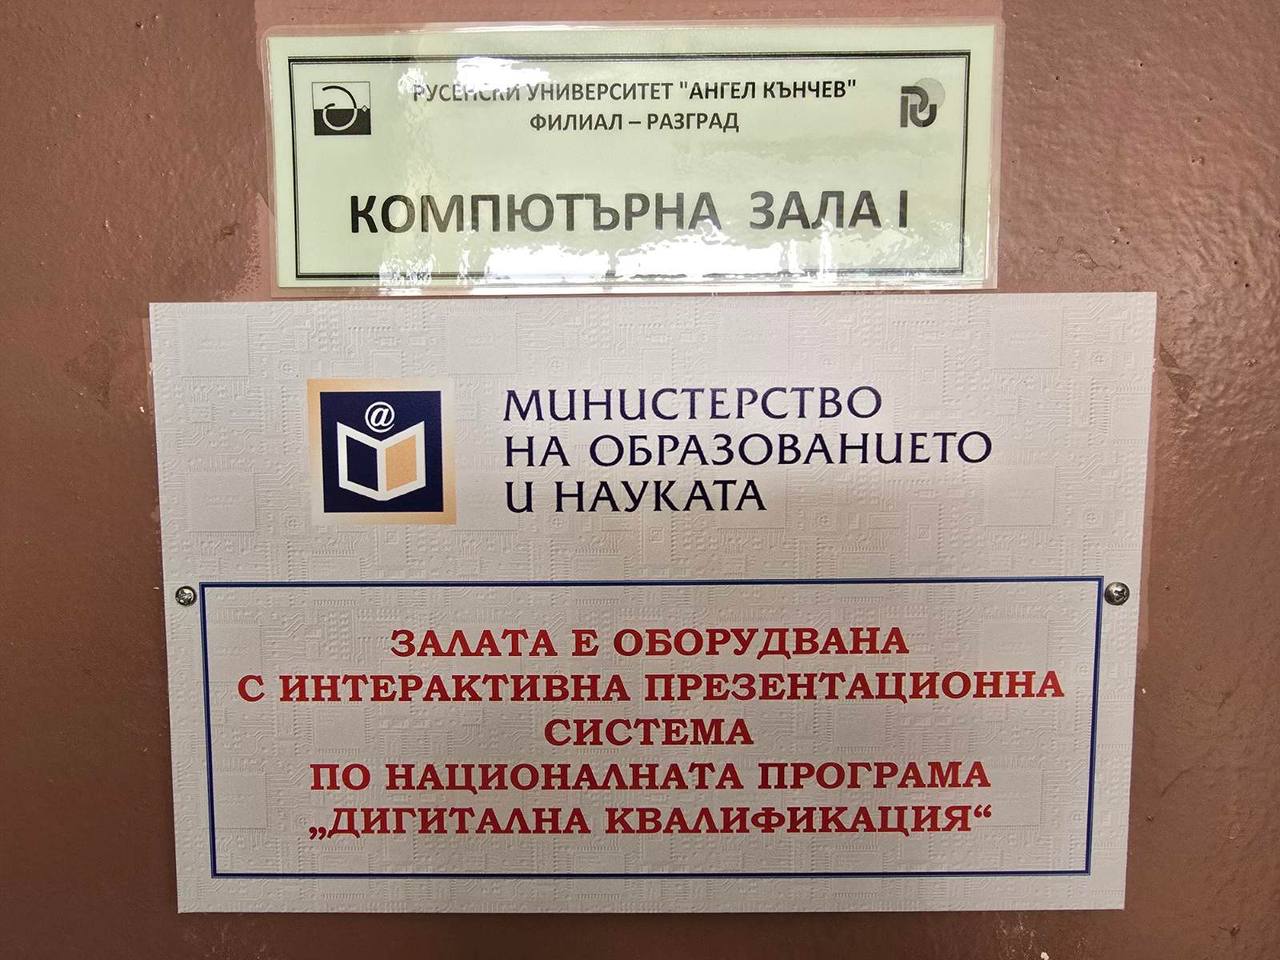 РУСЕНСКИ УНИВЕРСИТЕТ "АНГЕЛ КЪНЧЕВ"
ФИЛИАЛ – РАЗГРАД
КОМПЮТЪРНА ЗАЛА I
@
МИНИСТЕРСТВО
НА ОБРАЗОВАНИЕТО
И НАУКАТА
ЗАЛАТА Е ОБОРУДВАНА
С ИНТЕРАКТИВНА ПРЕЗЕНТАЦИОННА
СИСТЕМА
ПО НАЦИОНАЛНАТА ПРОГРАМА
„ДИГИТАЛНА КВАЛИФИКАЦИЯ“